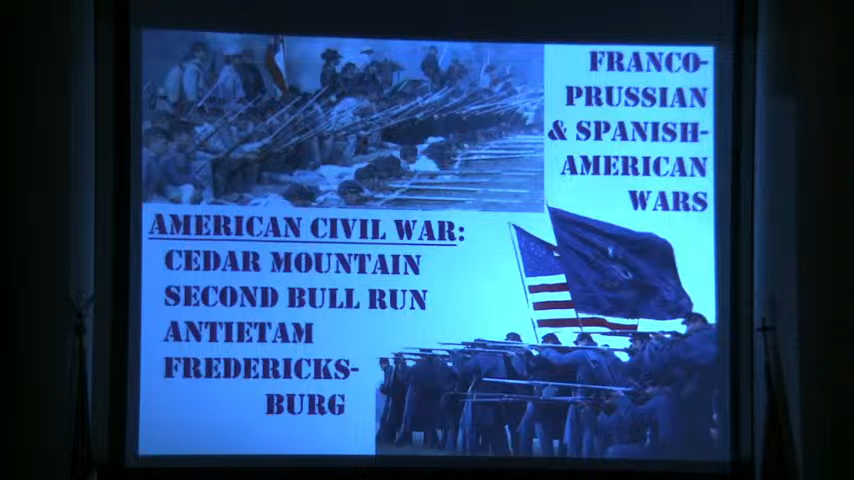 FRANCO-
PRUSSIAN
& SPANISH-
AMERICAN
WARS
AMERICAN CIVIL WAR:
CEDAR MOUNTAIN
SECOND BULL RUN
ANTIETAM
FREDERICKS-
BURG